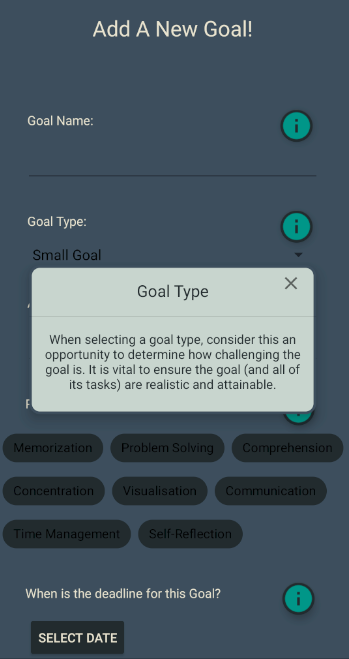 Add A New Goal!
Goal Name:
Goal Type:
Small Goal
Goal Type
When selecting a goal type, consider this an
opportunity to determine how challenging the
goal is. It is vital to ensure the goal (and all of
its tasks) are realistic and attainable.
Memorization Problem Solving Comprehension
Concentration Visualisation Communication
Time Management Self-Reflection
When is the deadline for this Goal?
SELECT DATE